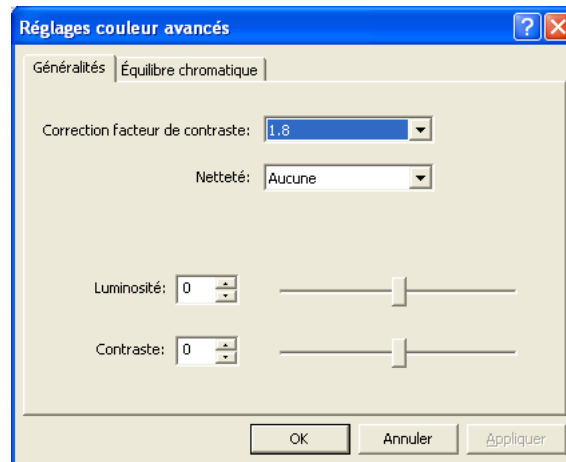 Réglages couleur avancés
Généralités Équilibre chromatique
Correction facteur de contraste: 1.8
Netteté: Aucune
Luminosité: 0
Contraste: 0
OK Annuler Appliquer